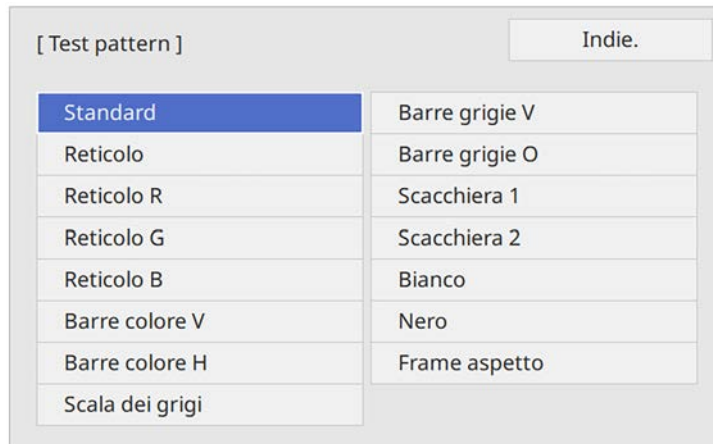 [ Test pattern ]
Indie.
Standard
Reticolo
Reticolo R
Reticolo G
Reticolo B
Barre colore V
Barre colore H
Scala dei grigi
Barre grigie V
Barre grigie O
Scacchiera 1
Scacchiera 2
Bianco
Nero
Frame aspetto